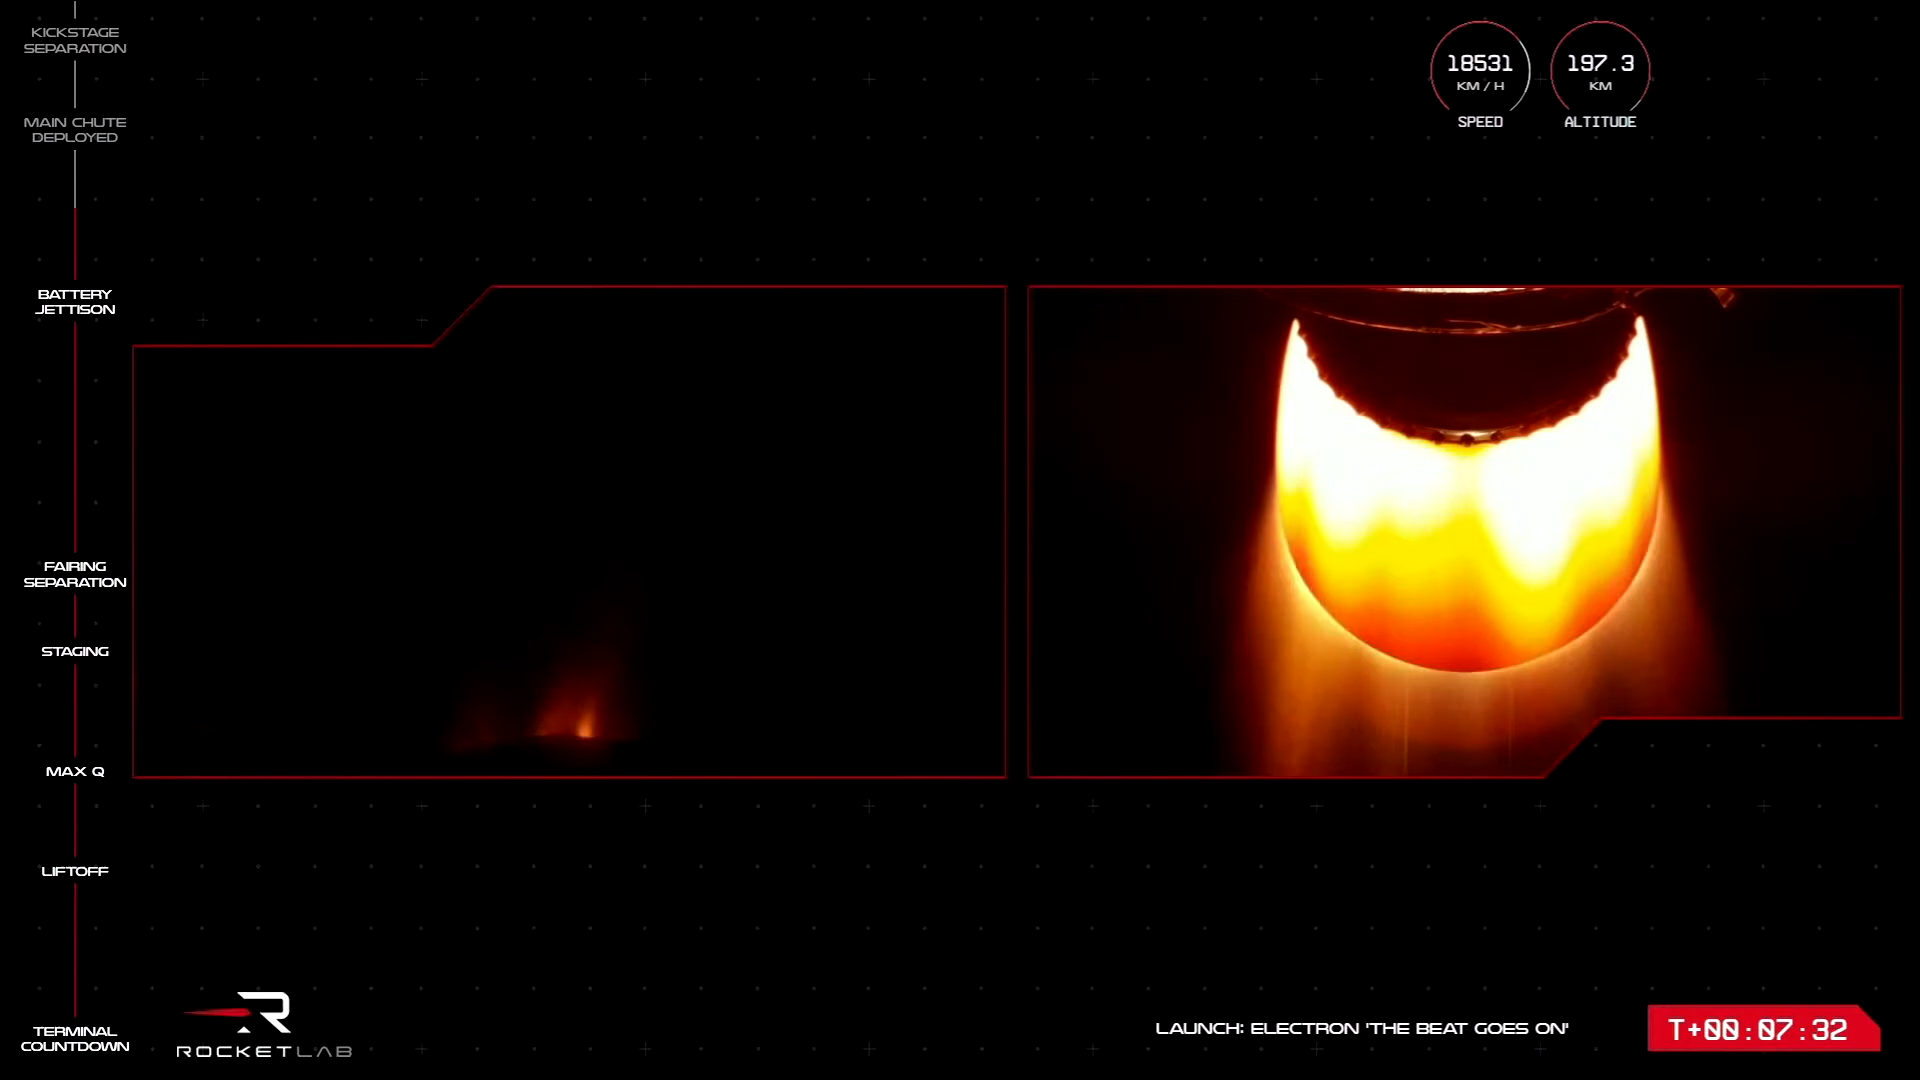 KICKSTAGE
SEPARATION
MAIN CHUTE
DEPLOYED
BATTERY
JETTISON
FAIRING
SEPARATION
STAGING
MAX Q
LIFTOFF
TERMINAL
COUNTDOWN
18531
KM/H
SPEED
197.3
KM
ALTITUDE
ROCKETLAB
LAUNCH: ELECTRON 'THE BEAT GOES ON'
T+00:07:32